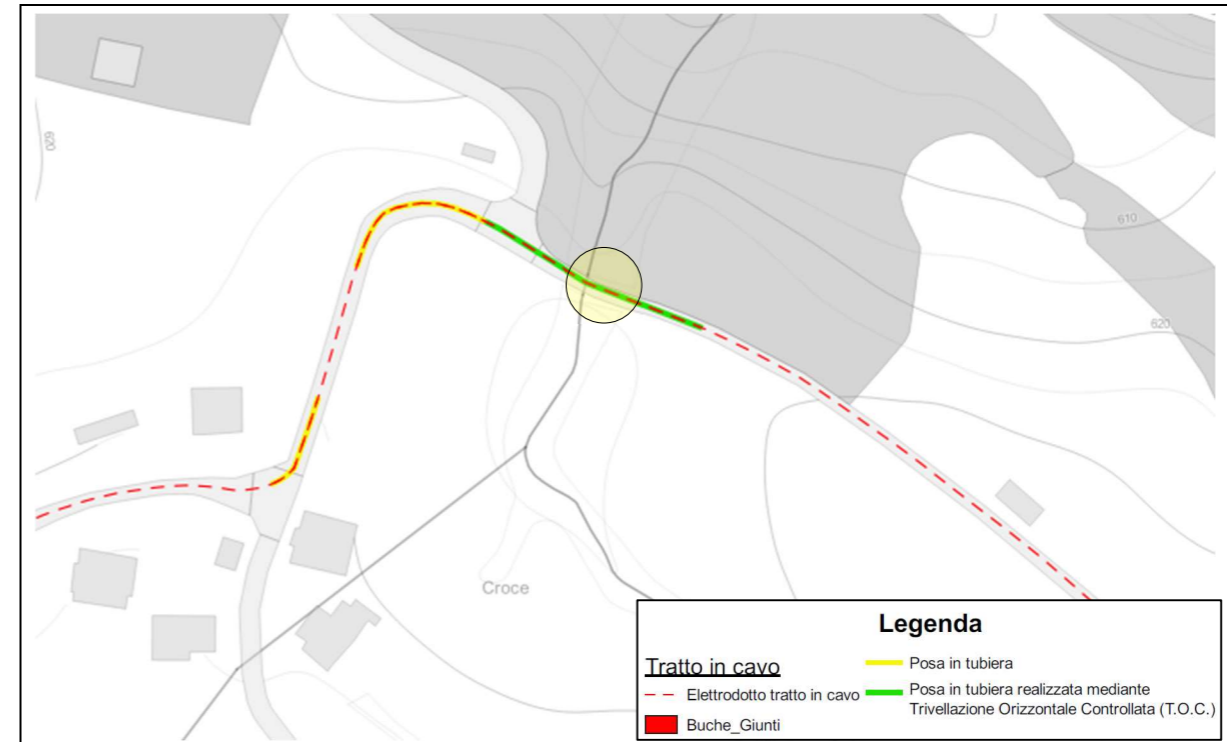 620
610
620
Croce
Legenda
Tratto in cavo
Elettrodotto tratto in cavo
Buche_Giunti
Posa in tubiera
Posa in tubiera realizzata mediante
Trivellazione Orizzontale Controllata (T.O.C.)